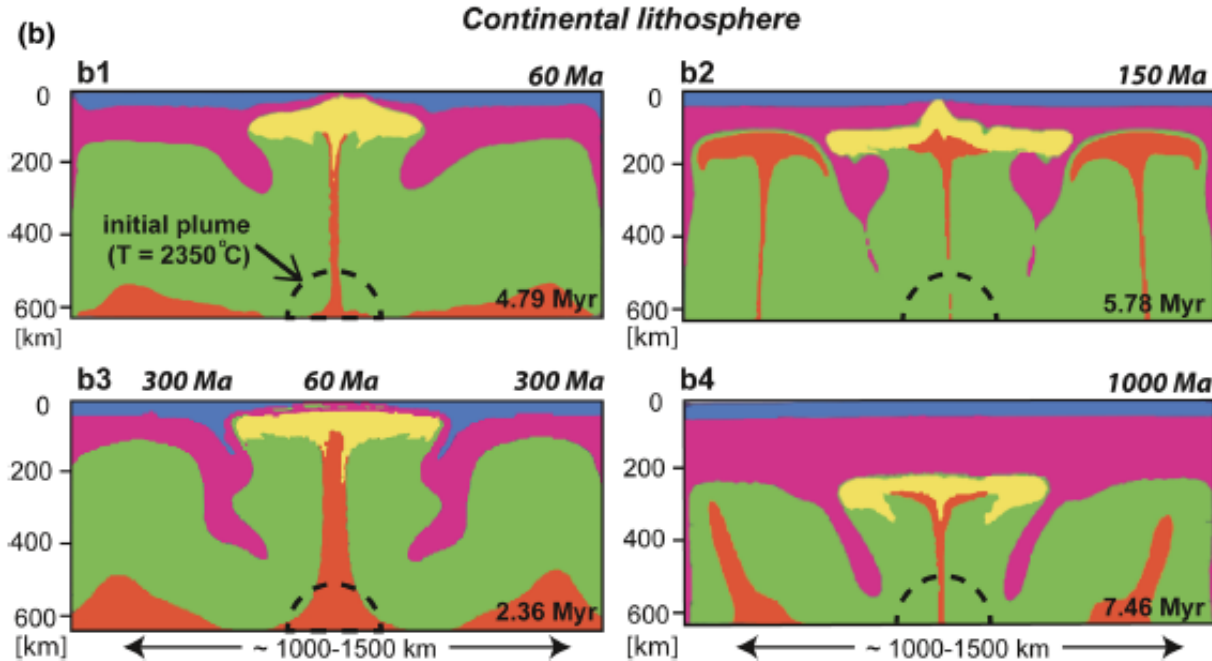 Continental lithosphere
(b)
b1 60 Ma
0
200
400
600
[km]
initial plume
(T = 2350°C)
4.79 Myr
b2 150 Ma
0
200
400
600
[km]
5.78 Myr
b3 300 Ma 60 Ma 300 Ma
0
200
400
600
[km]
2.36 Myr
~ 1000-1500 km
b4 1000 Ma
0
200
400
600
[km]
7.46 Myr
~ 1000-1500 km